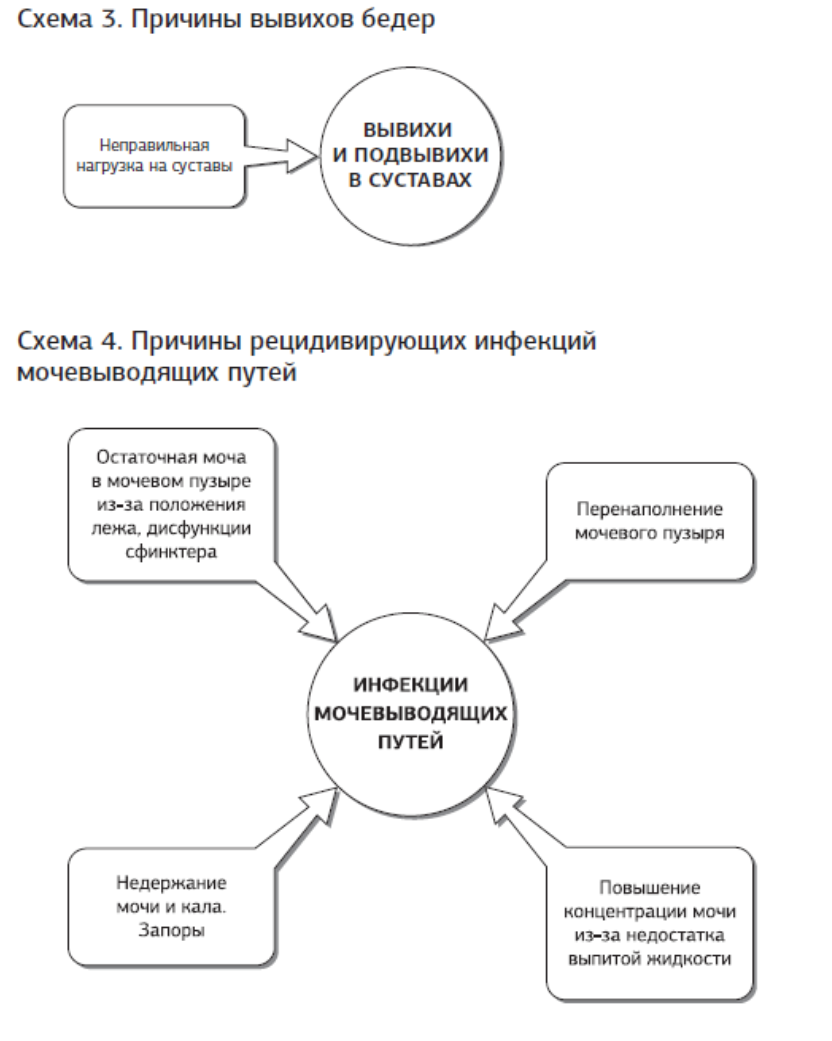 Схема 3. Причины вывихов бедер
Неправильная
нагрузка на суставы
ВЫВИХИ
И ПОДВЫВИХИ
В СУСТАВАХ
Схема 4. Причины рецидивирующих инфекций
мочевыводящих путей
Остаточная моча
в мочевом пузыре
из-за положения
лежа, дисфункции
сфинктера
Перенаполнение
мочевого пузыря
ИНФЕКЦИИ
МОЧЕВЫВОДЯЩИХ
ПУТЕЙ
Недержание
мочи и кала.
Запоры
Повышение
концентрации мочи
из-за недостатка
выпитой жидкости